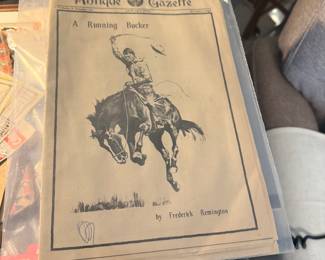 Antique Gazette
A Running Bucker
by Frederick Remington